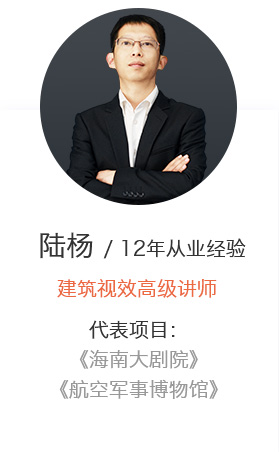 陆杨 / 12年从业经验
建筑视效高级讲师
代表项目：
《海南大剧院》
《航空军事博物馆》